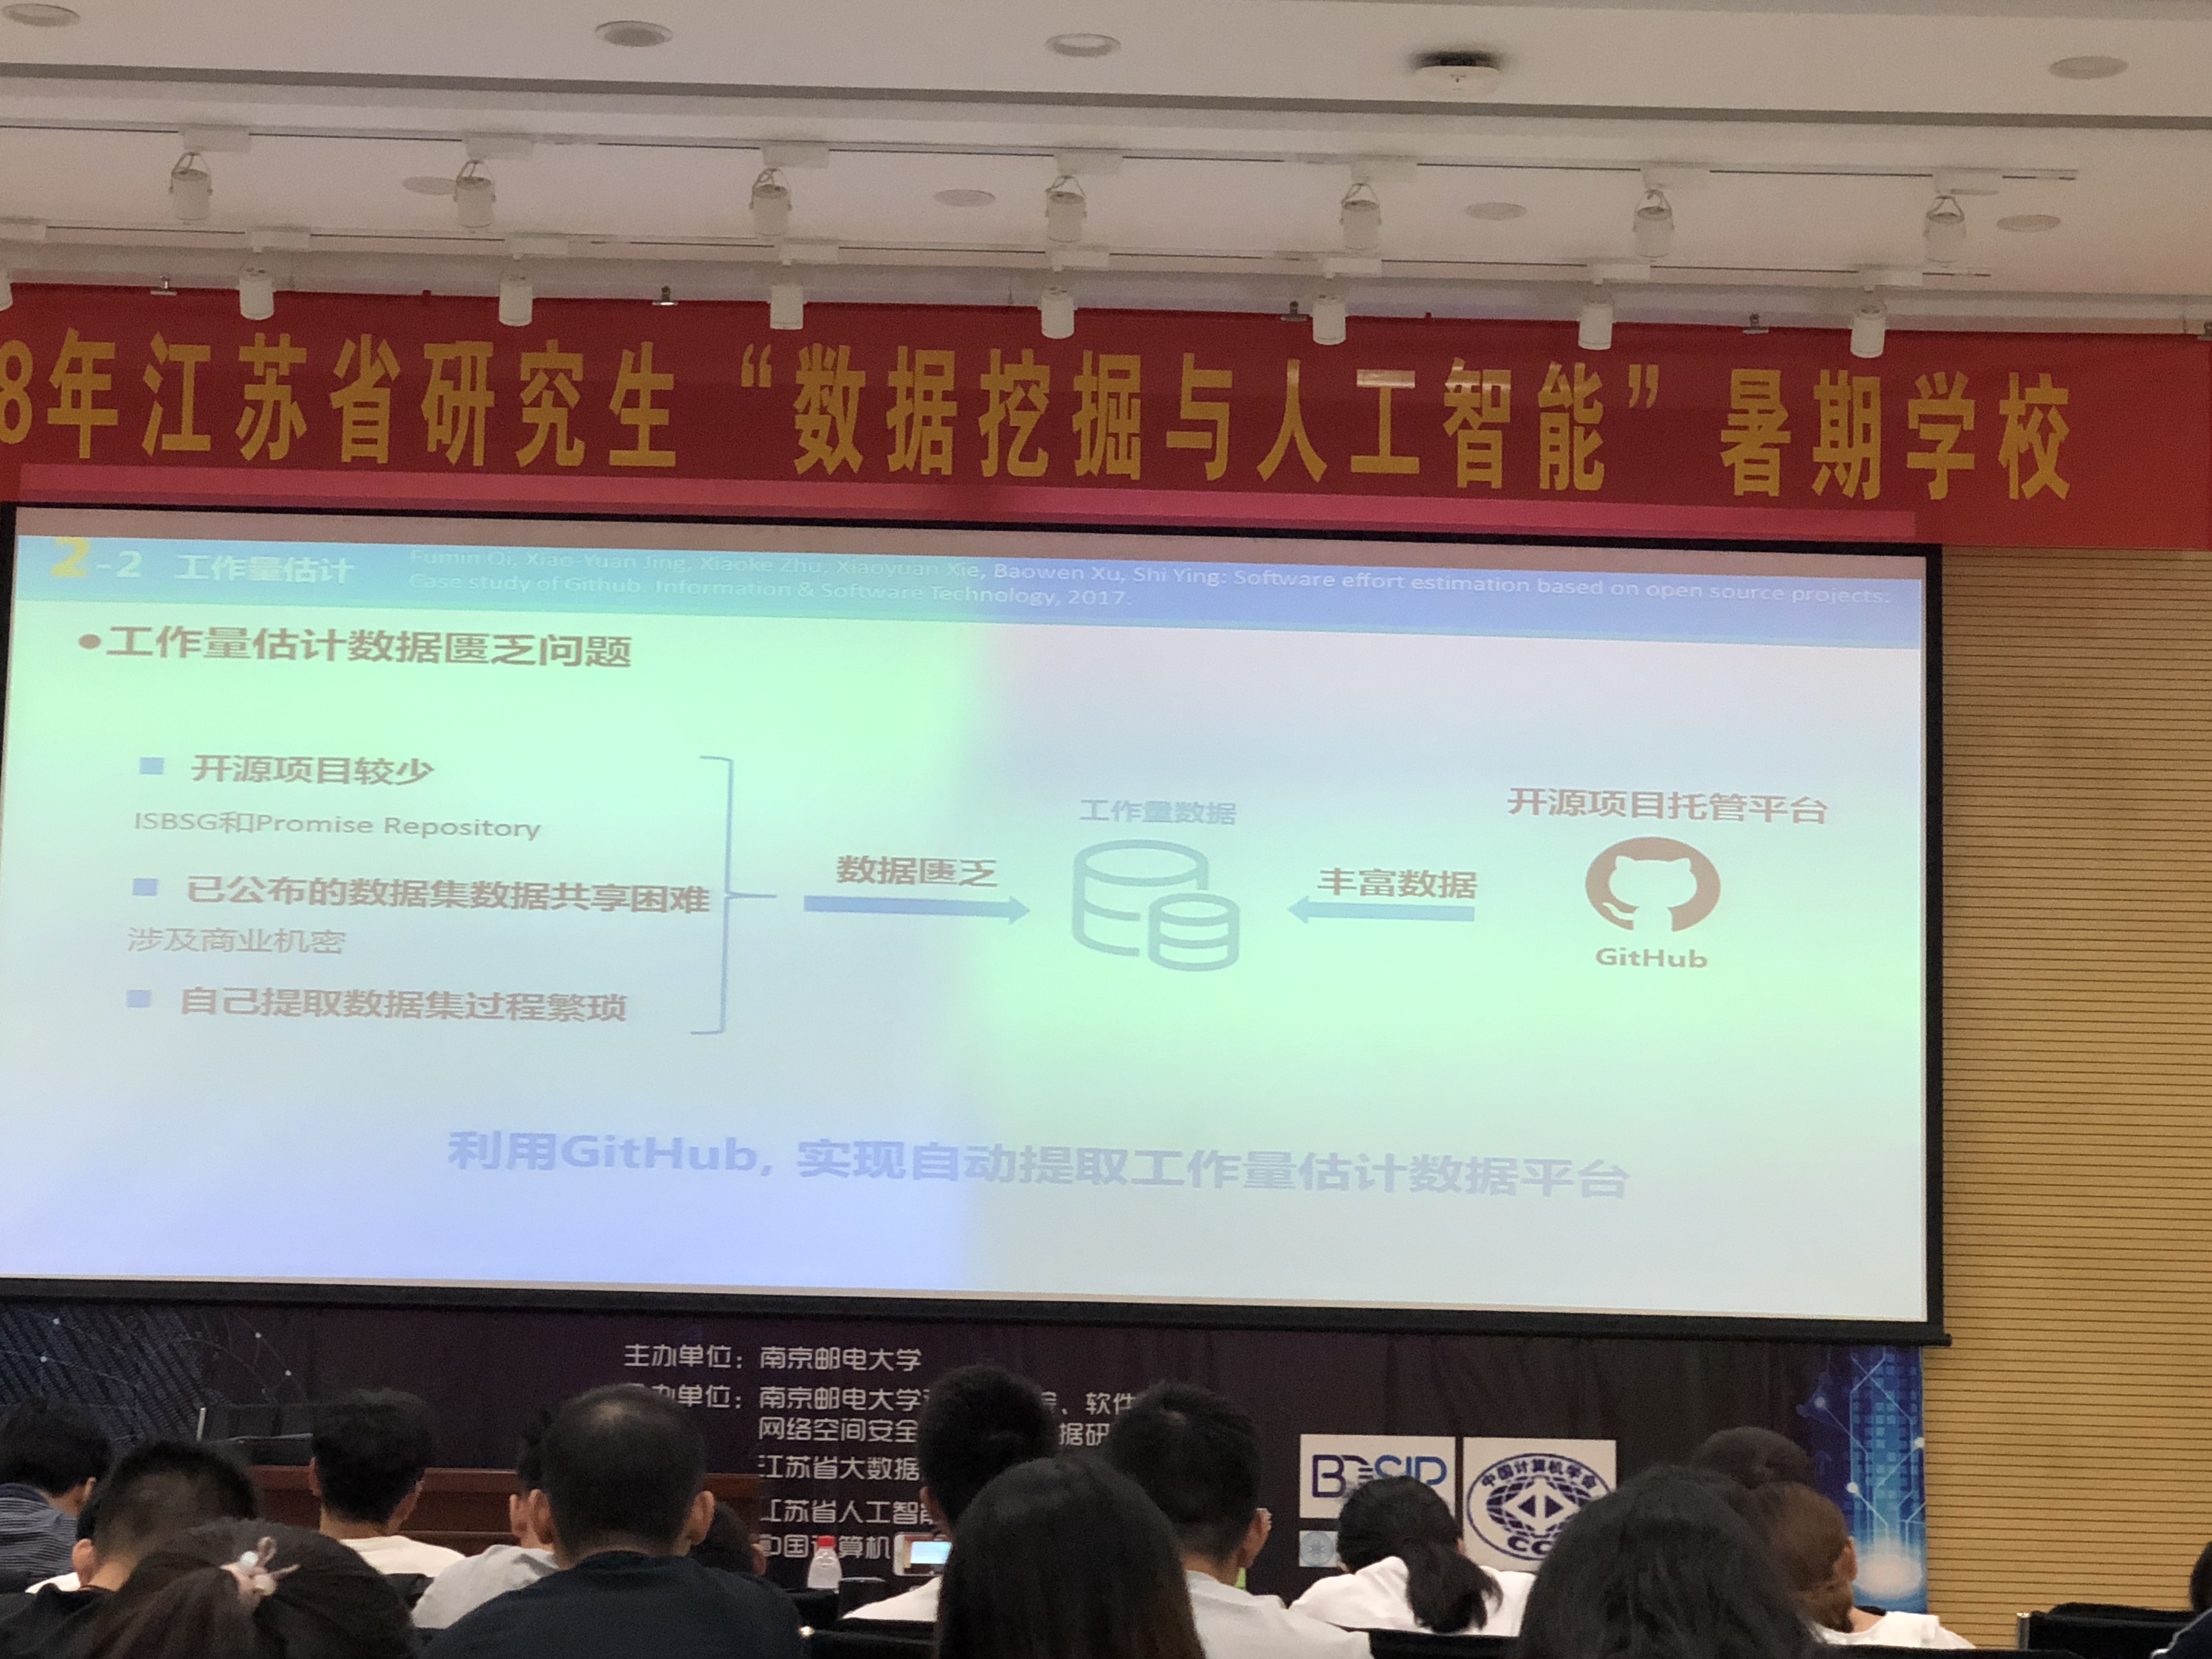 8年江苏省研究生“数据挖掘与人工智能”暑期学校
2-2 工作量估计
Fumin Qi, Xiao-Yuan Jing, Xiaoke Zhu, Xiaoyuan Xie, Baowen Xu, Shi Ying: Software effort estimation based on open source projects:
Case study of Github. Information & Software Technology, 2017.
•工作量估计数据匮乏问题
开源项目较少
ISBSG和Promise Repository
已公布的数据集数据共享困难
涉及商业机密
自己提取数据集过程繁琐
数据匮乏
工作量数据
丰富数据
开源项目托管平台
GitHub
利用GitHub, 实现自动提取工作量估计数据平台
主办单位：南京邮电大学
办单位：南京邮电大学
、软件
网络空间安全
据研
江苏省大数据
江苏省人工智能
中国计算机
中国计算机学会